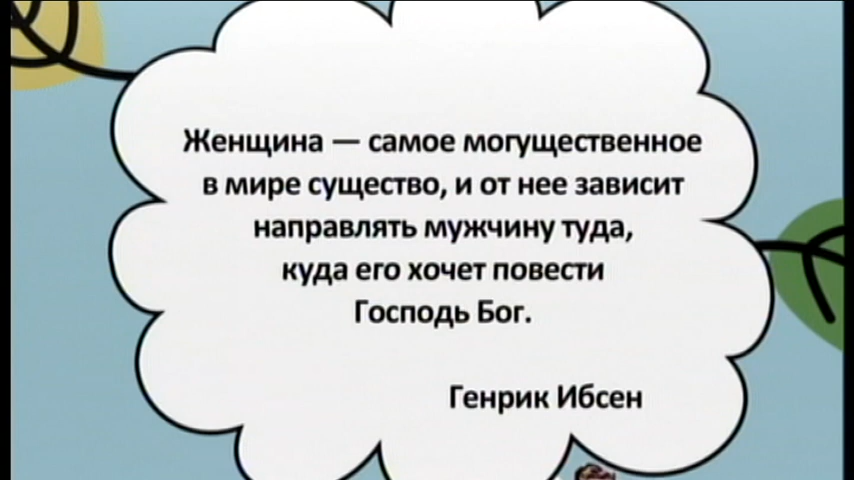 Женщина — самое могущественное
в мире существо, и от нее зависит
направлять мужчину туда,
куда его хочет повести
Господь Бог.
Генрик Ибсен